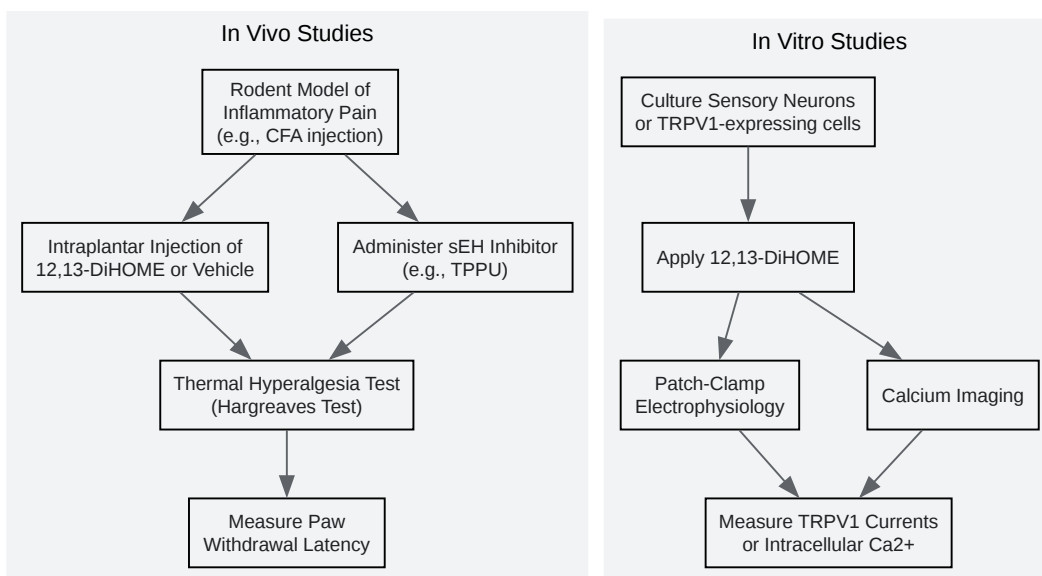 In Vivo Studies
Rodent Model of
Inflammatory Pain
(e.g., CFA injection)
Intraplantar Injection of
12,13-DiHOME or Vehicle
Administer sEH Inhibitor
(e.g., TPPU)
Thermal Hyperalgesia Test
(Hargreaves Test)
Measure Paw
Withdrawal Latency
In Vitro Studies
Culture Sensory Neurons
or TRPV1-expressing cells
Apply 12,13-DiHOME
Patch-Clamp
Electrophysiology
Calcium Imaging
Measure TRPV1 Currents
or Intracellular Ca2+